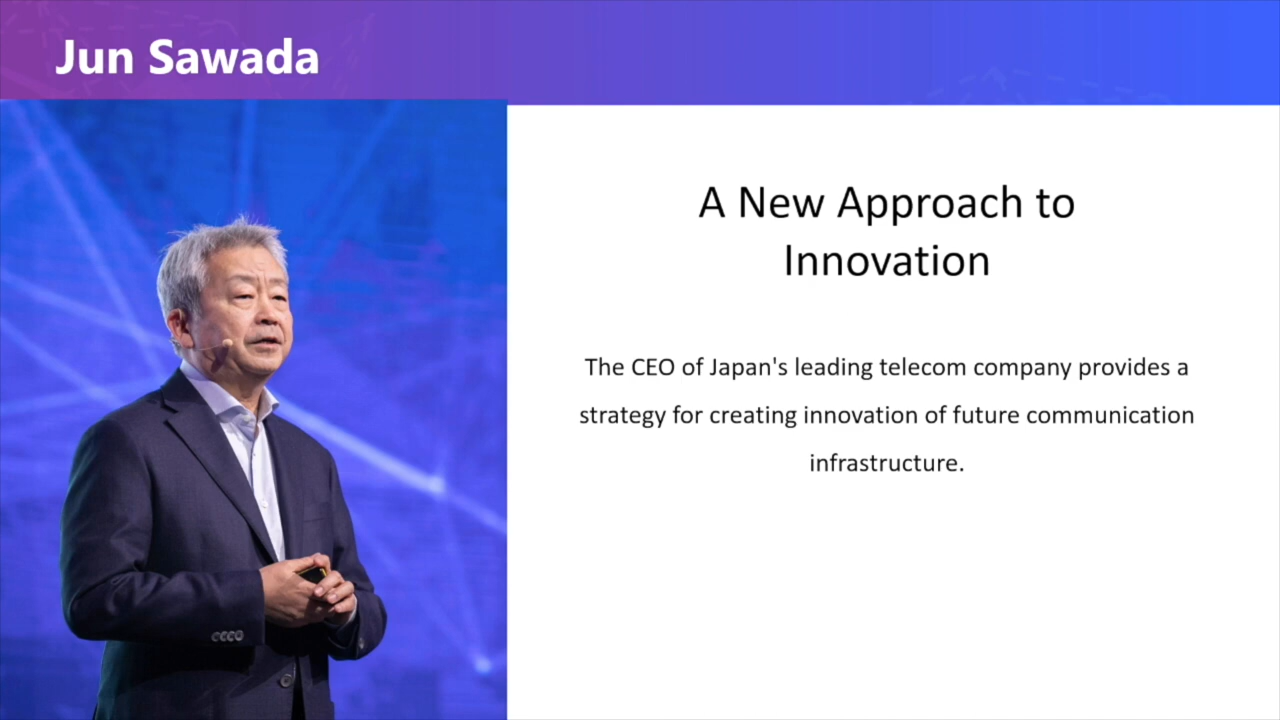 Jun Sawada
A New Approach to
Innovation
The CEO of Japan's leading telecom company provides a
strategy for creating innovation of future communication
infrastructure.